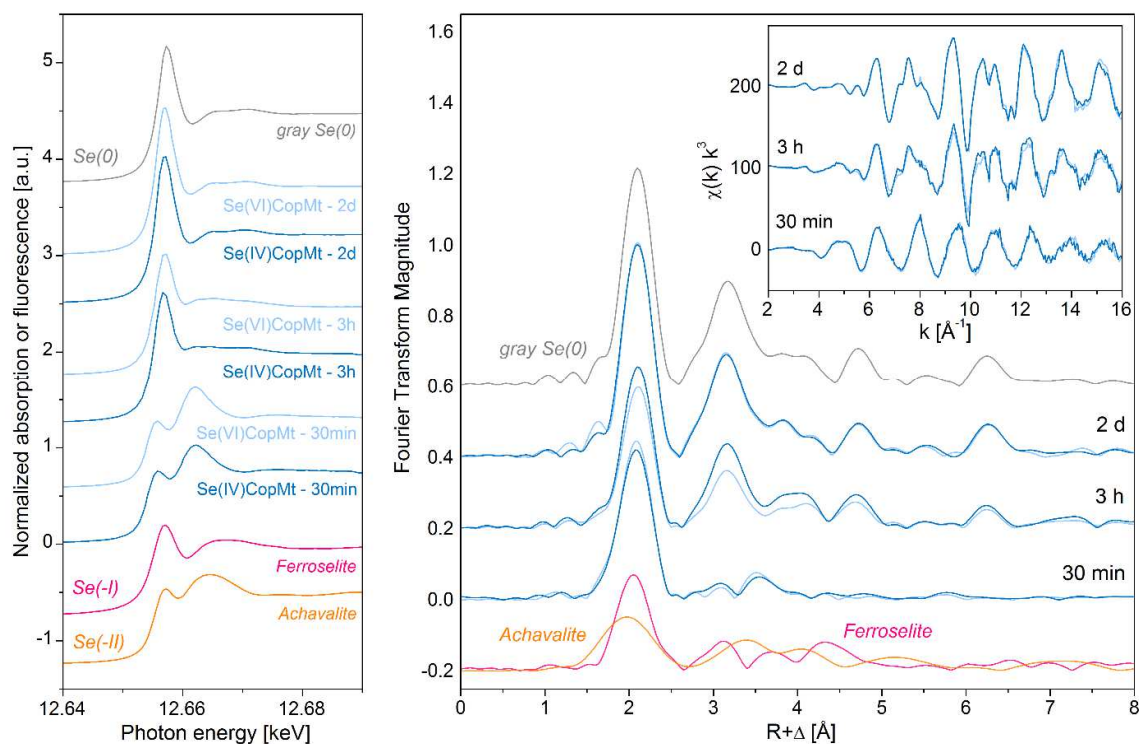 Normalized absorption or fluorescence [a.u.]
5
4
3
2
1
0
-1
Se(0)
gray Se(0)
Se(VI)CopMt - 2d
Se(IV)CopMt - 2d
Se(VI)CopMt - 3h
Se(IV)CopMt - 3h
Se(VI)CopMt - 30min
Se(IV)CopMt - 30min
Se(-I)
Ferroselite
Se(-II)
Achavalite
12.64
12.66
12.68
Photon energy [keV]
Fourier Transform Magnitude
1.6
1.4
1.2
1.0
0.8
0.6
0.4
0.2
0.0
-0.2
gray Se(0)
2 d
3 h
30 min
Achavalite
Ferroselite
0 1 2 3 4 5 6 7 8
R+Δ [Å]
χ(k) k³
200
100
0
2 d
3 h
30 min
2 4 6 8 10 12 14 16
k [Å⁻¹]